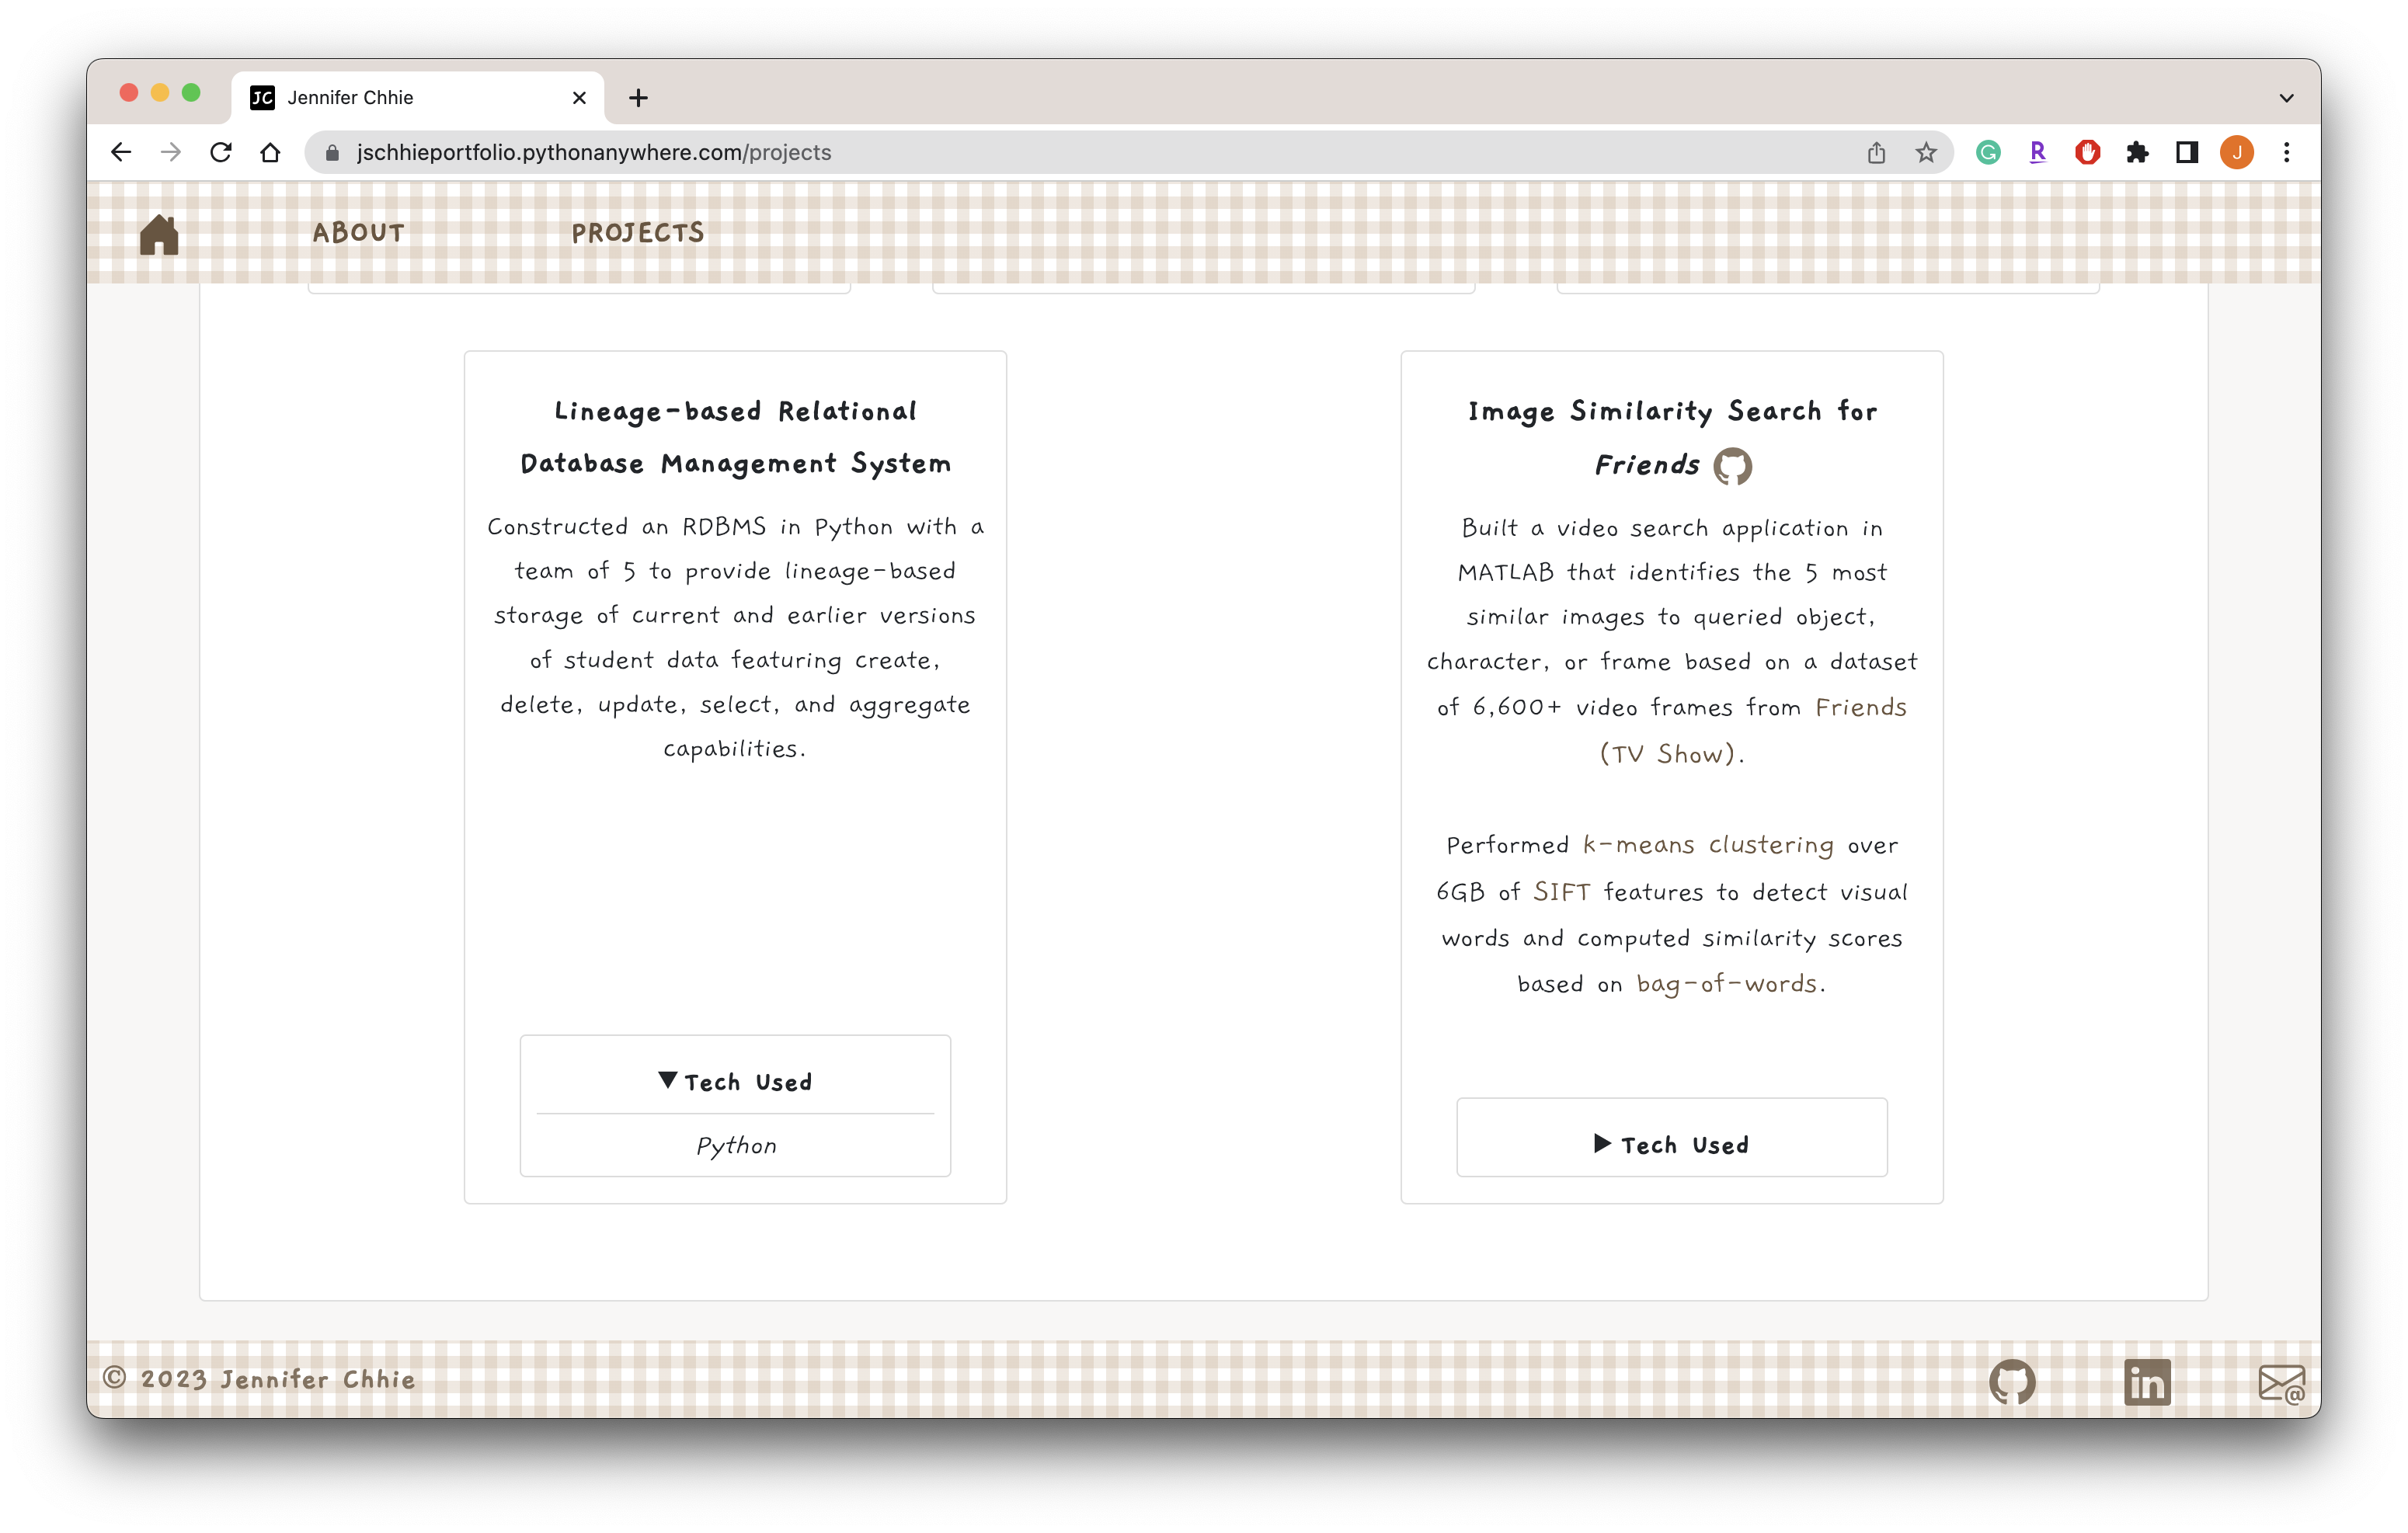 JC Jennifer Chhie
jschhieportfolio.pythonanywhere.com/projects
R
J
ABOUT
PROJECTS
Lineage-based Relational
Database Management System
Constructed an RDBMS in Python with a
team of 5 to provide lineage-based
storage of current and earlier versions
of student data featuring create,
delete, update, select, and aggregate
capabilities.
▼ Tech Used
Python
Image Similarity Search for
Friends
Built a video search application in
MATLAB that identifies the 5 most
similar images to queried object,
character, or frame based on a dataset
of 6,600+ video frames from Friends
(TV Show).
Performed k-means clustering over
6GB of SIFT features to detect visual
words and computed similarity scores
based on bag-of-words.
▶ Tech Used
© 2023 Jennifer Chhie
in
@